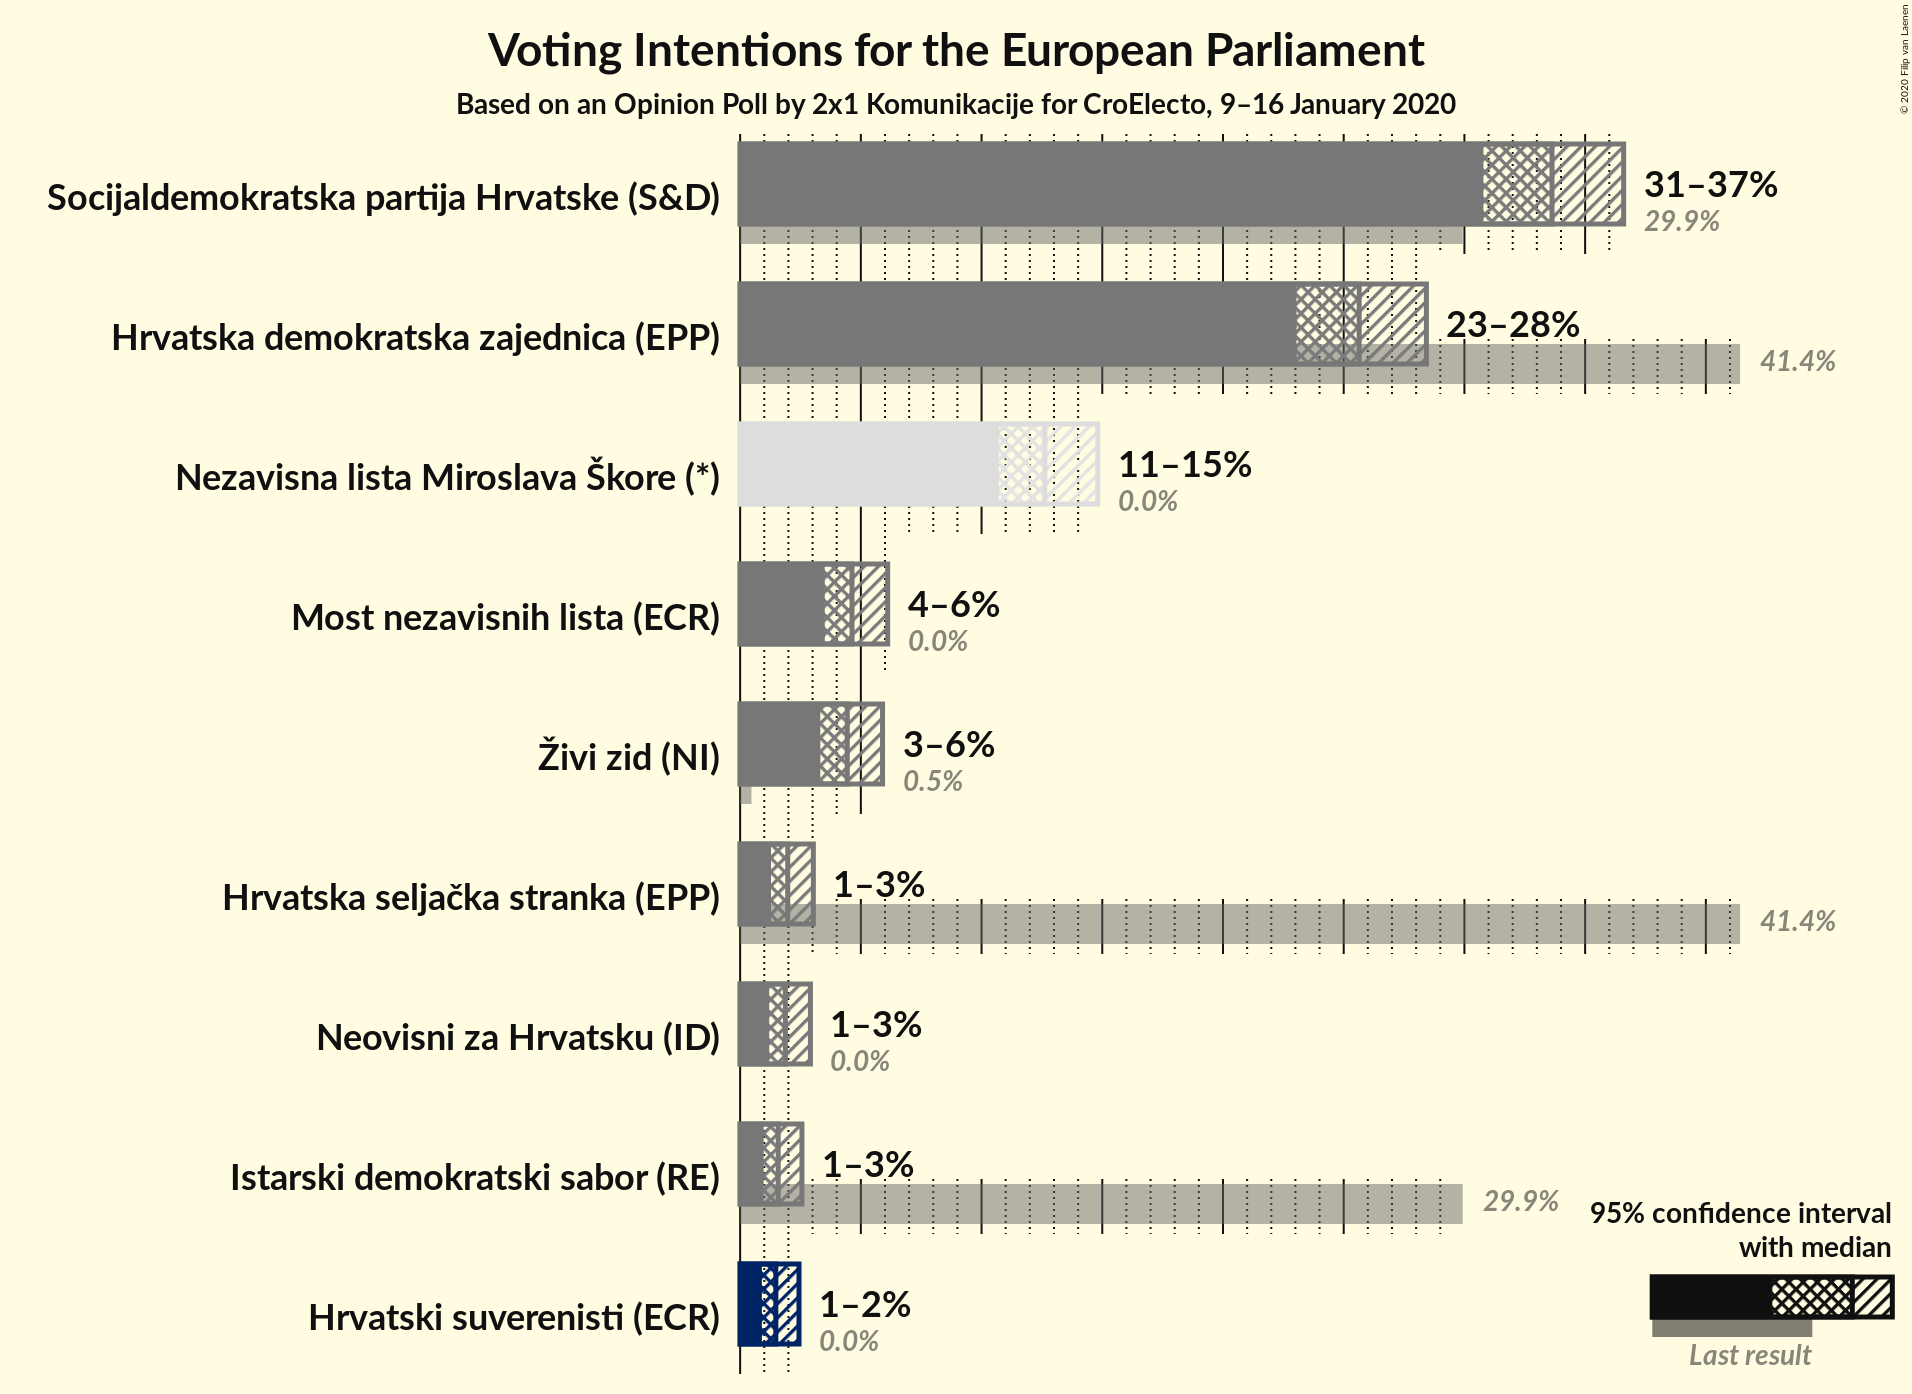 Voting Intentions for the European Parliament
Based on an Opinion Poll by 2x1 Komunikacije for CroElecto, 9–16 January 2020
© 2020 Filip van Laenen
Socijaldemokratska partija Hrvatske (S&D)
31–37%
29.9%
Hrvatska demokratska zajednica (EPP)
23–28%
41.4%
Nezavisna lista Miroslava Škore (*)
11–15%
0.0%
Most nezavisnih lista (ECR)
4–6%
0.0%
Živi zid (NI)
3–6%
0.5%
Hrvatska seljačka stranka (EPP)
1–3%
41.4%
Neovisni za Hrvatsku (ID)
1–3%
0.0%
Istarski demokratski sabor (RE)
1–3%
29.9%
Hrvatski suverenisti (ECR)
1–2%
0.0%
95% confidence interval
with median
Last result